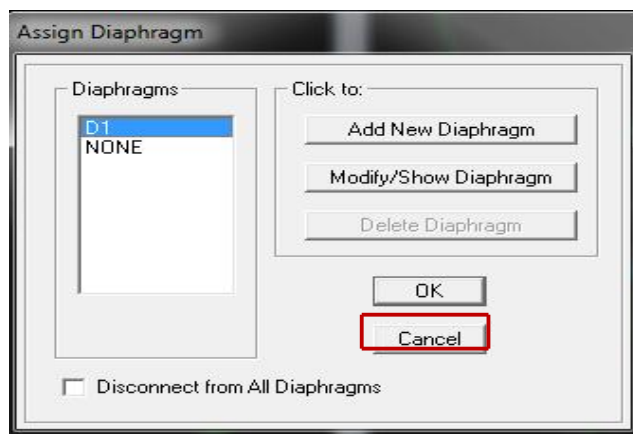 Assign Diaphragm
Diaphragms
D1
NONE
Click to:
Add New Diaphragm
Modify/Show Diaphragm
Delete Diaphragm
OK
Cancel
Disconnect from All Diaphragms